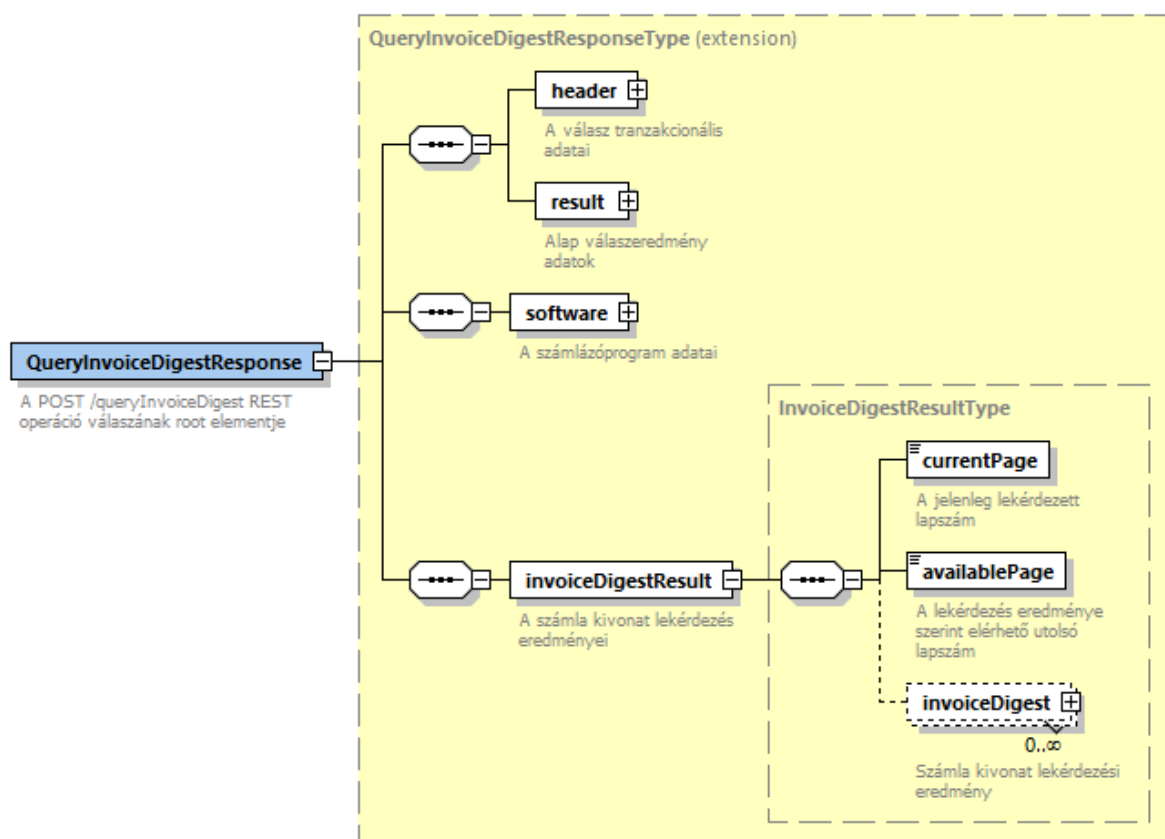 QueryInvoiceDigestResponseType (extension)
header
A válasz tranzakcionális
adatai
result
Alap válaszeredmény
adatok
software
A számlázóprogram adatai
QueryInvoiceDigestResponse
A POST /queryInvoiceDigest REST
operáció válaszának root elementje
InvoiceDigestResultType
currentPage
A jelenleg lekérdezett
lapszám
invoiceDigestResult
A számla kivonat lekérdezés
eredményei
availablePage
A lekérdezés eredménye
szerint elérhető utolsó
lapszám
invoiceDigest
0..∞
Számla kivonat lekérdezési
eredmény